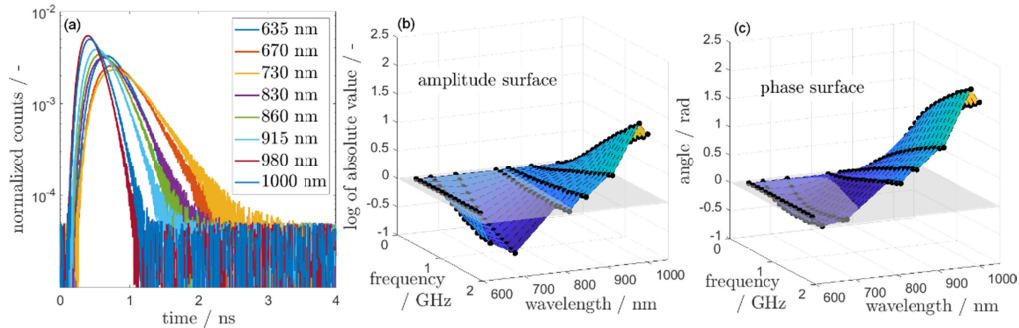 (a)
10⁻²
10⁻³
10⁻⁴
normalized counts / -
0
1
2
3
4
time / ns
635 nm
670 nm
730 nm
830 nm
860 nm
915 nm
980 nm
1000 nm
(b)
amplitude surface
2.5
2
1.5
1
0.5
0
-0.5
-1
log of absolute value / -
0
1
2
frequency
/ GHz
600
700
800
900
1000
wavelength / nm
(c)
phase surface
2.5
2
1.5
1
0.5
0
-0.5
-1
angle / rad
0
1
2
frequency
/ GHz
600
700
800
900
1000
wavelength / nm